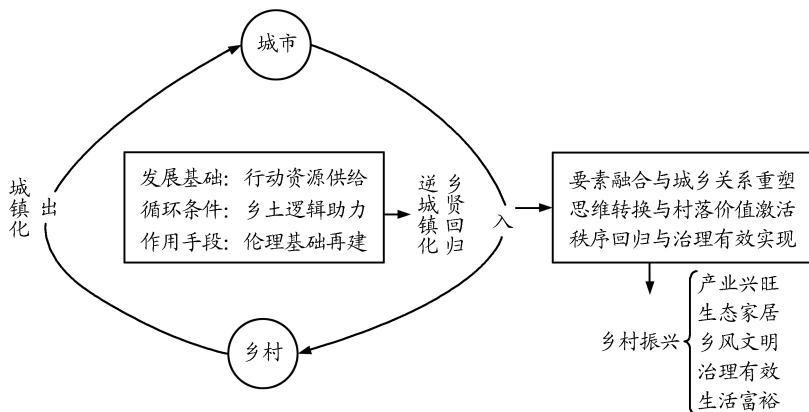 城市
城镇化
出
发展基础：行动资源供给
循环条件：乡土逻辑助力
作用手段：伦理基础再建
逆城镇化
乡贤回归
入
要素融合与城乡关系重塑
思维转换与村落价值激活
秩序回归与治理有效实现
乡村
乡村振兴
产业兴旺
生态家居
乡风文明
治理有效
生活富裕